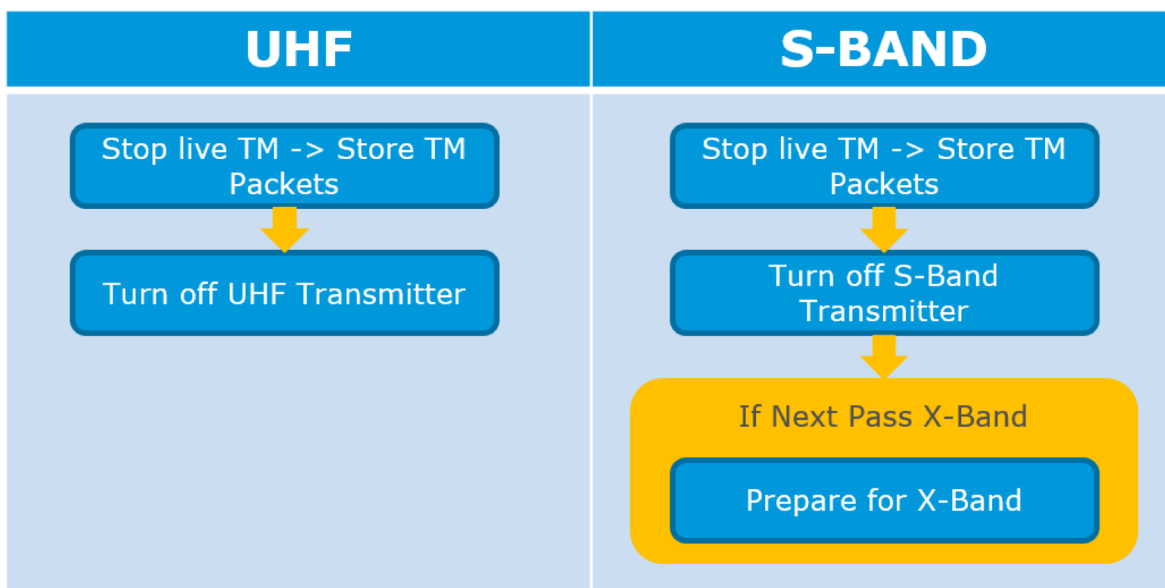 UHF
Stop live TM -> Store TM
Packets
Turn off UHF Transmitter
S-BAND
Stop live TM -> Store TM
Packets
Turn off S-Band
Transmitter
If Next Pass X-Band
Prepare for X-Band